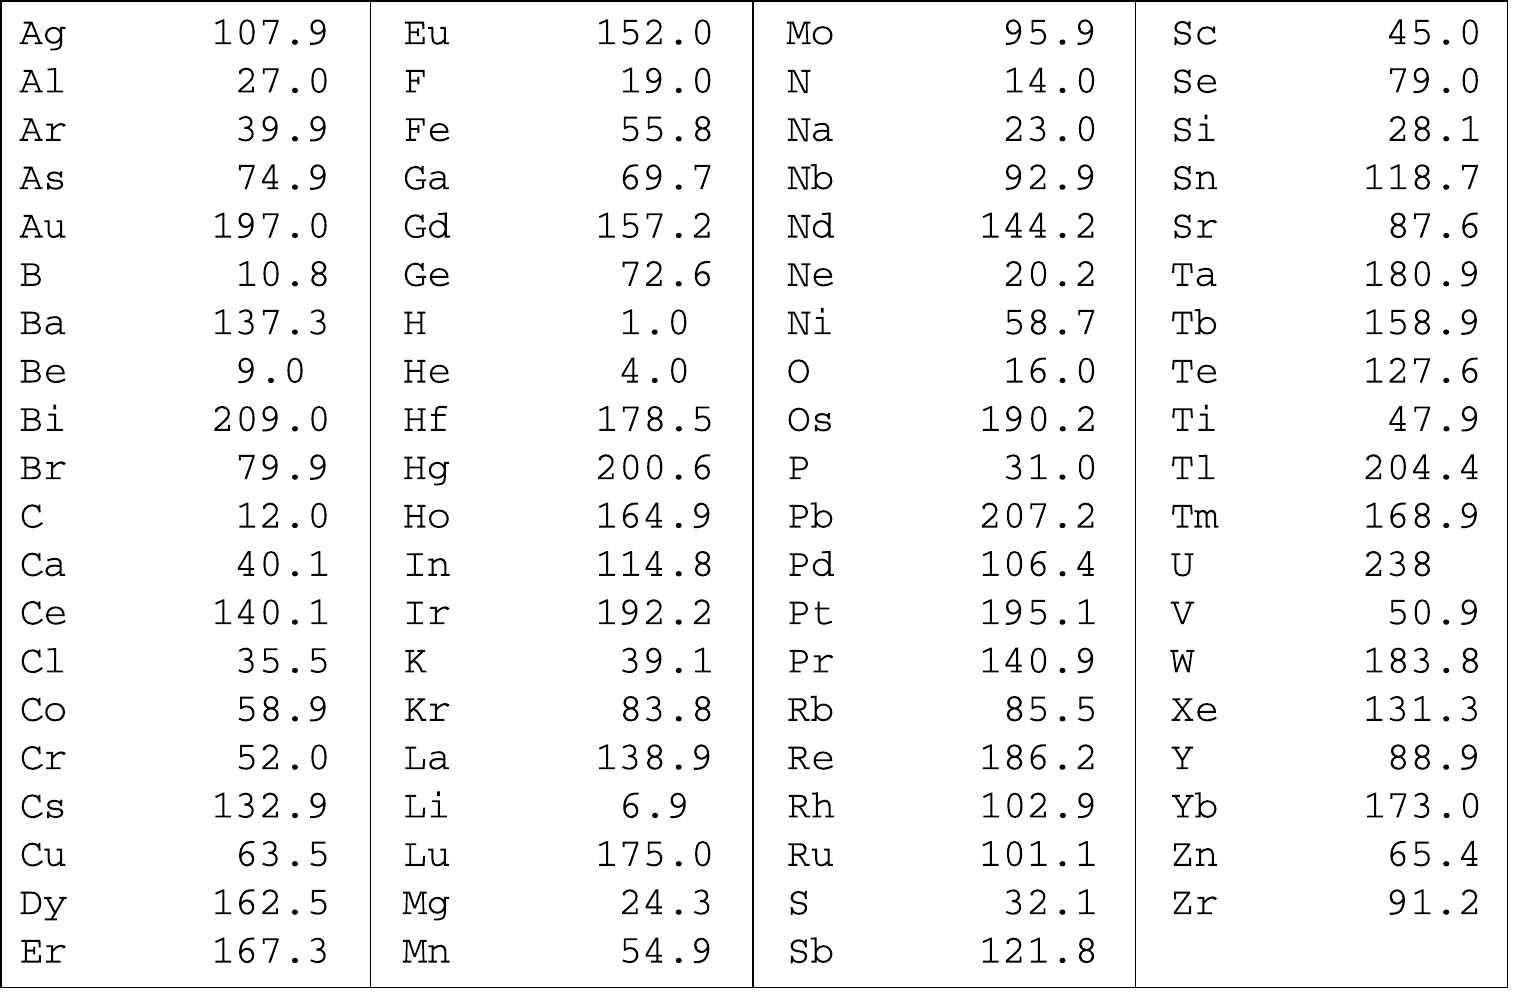 Ag 107.9 Eu 152.0 Mo 95.9 Sc 45.0
Al 27.0 F 19.0 N 14.0 Se 79.0
Ar 39.9 Fe 55.8 Na 23.0 Si 28.1
As 74.9 Ga 69.7 Nb 92.9 Sn 118.7
Au 197.0 Gd 157.2 Nd 144.2 Sr 87.6
B 10.8 Ge 72.6 Ne 20.2 Ta 180.9
Ba 137.3 H 1.0 Ni 58.7 Tb 158.9
Be 9.0 He 4.0 O 16.0 Te 127.6
Bi 209.0 Hf 178.5 Os 190.2 Ti 47.9
Br 79.9 Hg 200.6 P 31.0 Tl 204.4
C 12.0 Ho 164.9 Pb 207.2 Tm 168.9
Ca 40.1 In 114.8 Pd 106.4 U 238
Ce 140.1 Ir 192.2 Pt 195.1 V 50.9
Cl 35.5 K 39.1 Pr 140.9 W 183.8
Co 58.9 Kr 83.8 Rb 85.5 Xe 131.3
Cr 52.0 La 138.9 Re 186.2 Y 88.9
Cs 132.9 Li 6.9 Rh 102.9 Yb 173.0
Cu 63.5 Lu 175.0 Ru 101.1 Zn 65.4
Dy 162.5 Mg 24.3 S 32.1 Zr 91.2
Er 167.3 Mn 54.9 Sb 121.8